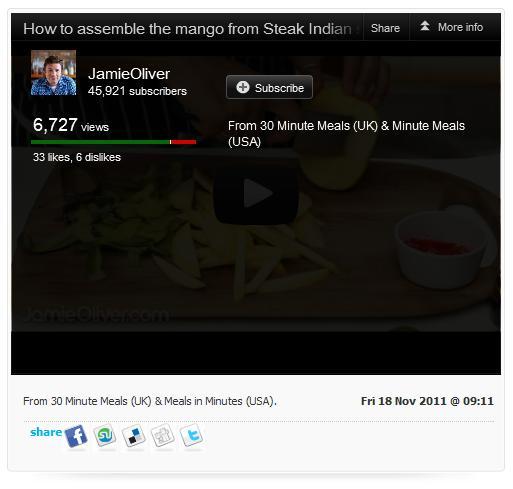 How to assemble the mango from Steak Indian s
Share
More info
JamieOliver
45,921 subscribers
Subscribe
6,727 views
From 30 Minute Meals (UK) & Minute Meals
(USA)
33 likes, 6 dislikes
JamieOliver.com
From 30 Minute Meals (UK) & Meals in Minutes (USA).
Fri 18 Nov 2011 @ 09:11
share